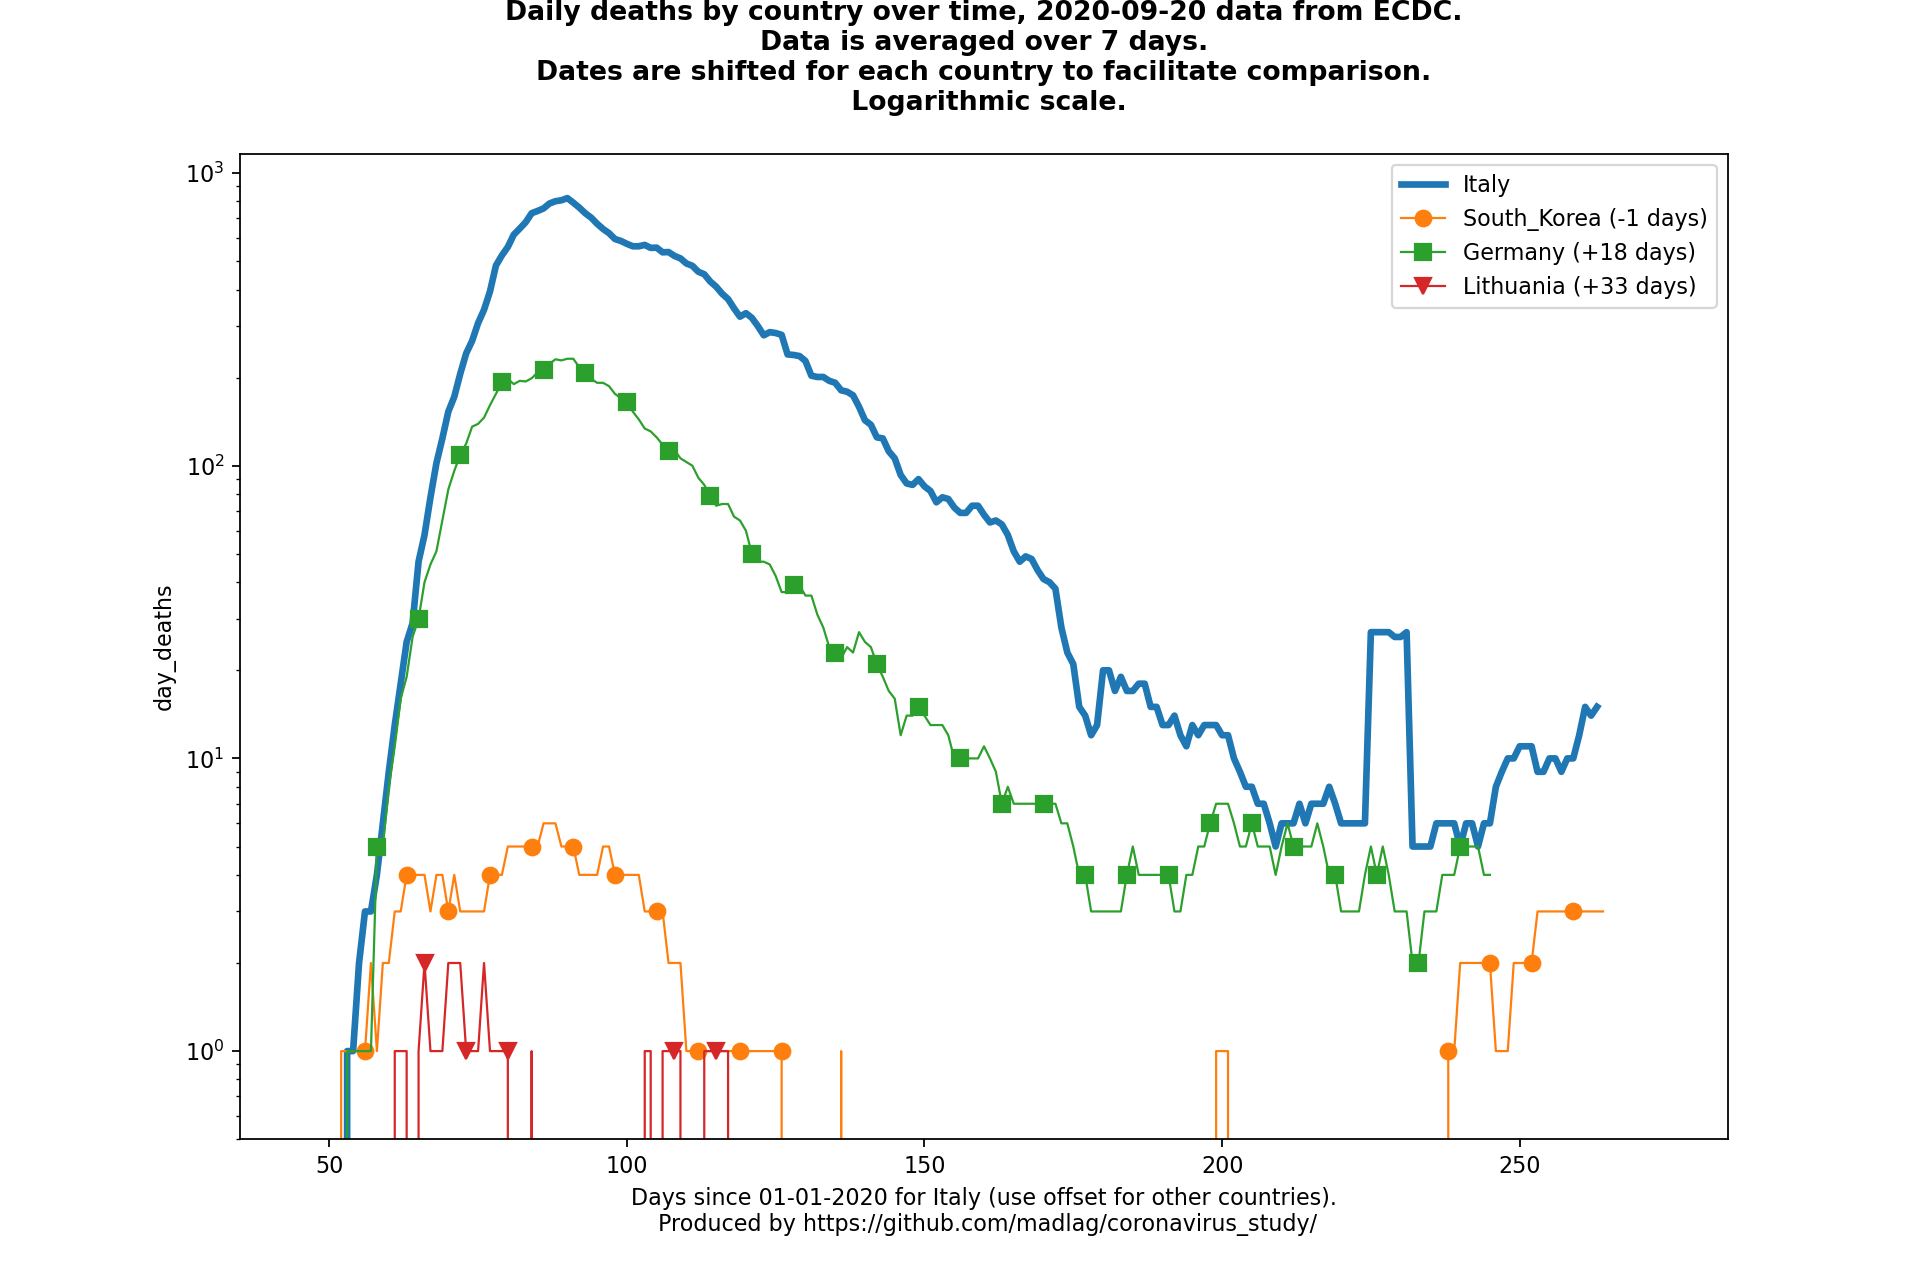 Daily deaths by country over time, 2020-09-20 data from ECDC.
Data is averaged over 7 days.
Dates are shifted for each country to facilitate comparison.
Logarithmic scale.
10³
10²
10¹
10⁰
day_deaths
Italy
South_Korea (-1 days)
Germany (+18 days)
Lithuania (+33 days)
50 100 150 200 250
Days since 01-01-2020 for Italy (use offset for other countries).
Produced by https://github.com/madlag/coronavirus_study/